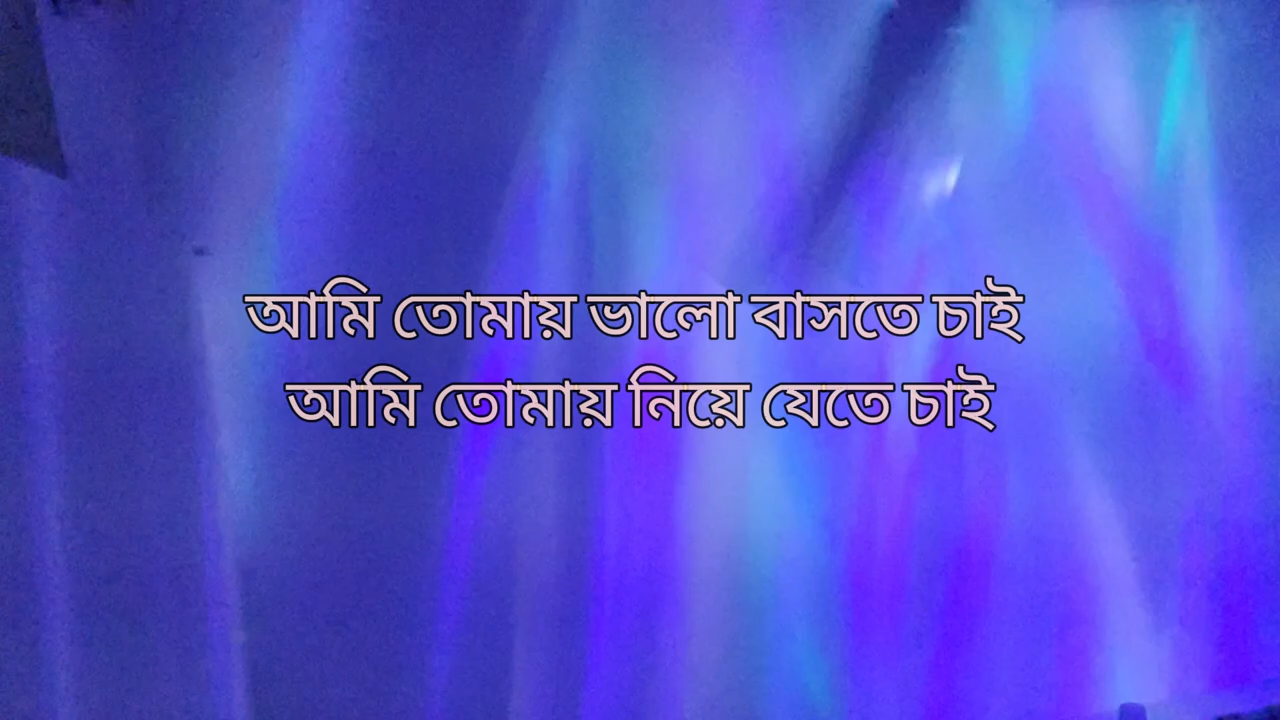 আমি তোমায় ভালো বাসতে চাই
আমি তোমায় নিয়ে যেতে চাই